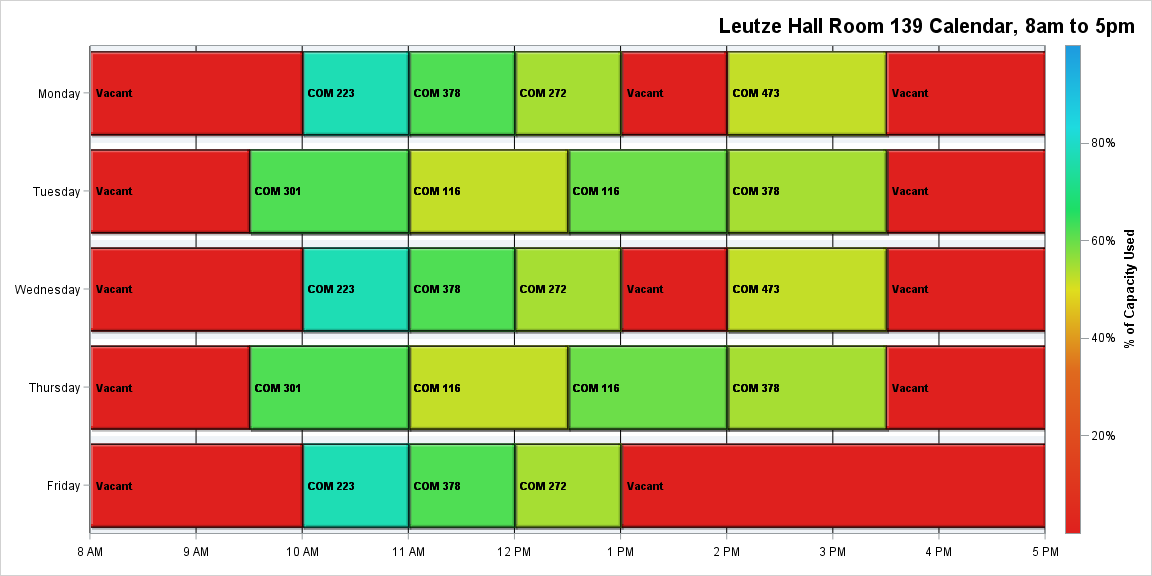 Leutze Hall Room 139 Calendar, 8am to 5pm
Monday
Vacant
COM 223
COM 378
COM 272
Vacant
COM 473
Vacant
Tuesday
Vacant
COM 301
COM 116
COM 116
COM 378
Vacant
Wednesday
Vacant
COM 223
COM 378
COM 272
Vacant
COM 473
Vacant
Thursday
Vacant
COM 301
COM 116
COM 116
COM 378
Vacant
Friday
Vacant
COM 223
COM 378
COM 272
Vacant
8 AM
9 AM
10 AM
11 AM
12 PM
1 PM
2 PM
3 PM
4 PM
5 PM
80%
60%
40%
20%
% of Capacity Used